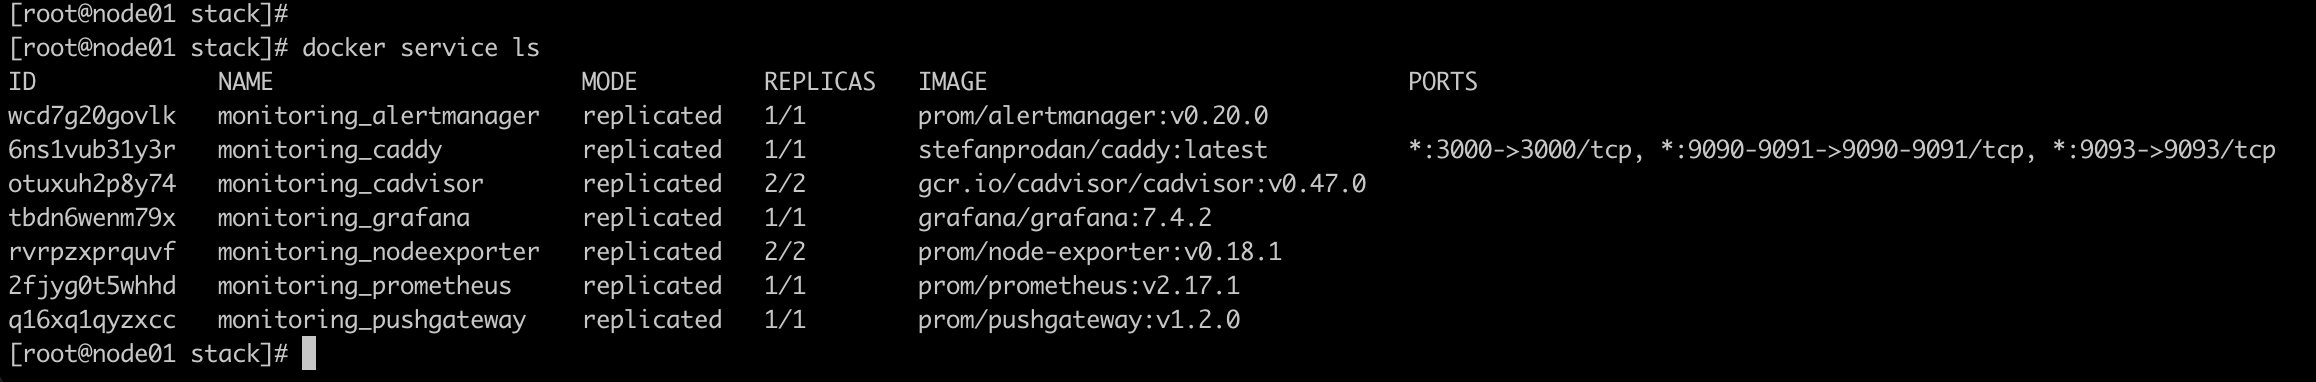 [root@node01 stack]#
[root@node01 stack]# docker service ls
ID             NAME                      MODE         REPLICAS   IMAGE                              PORTS
wcd7g20govlk   monitoring_alertmanager   replicated   1/1        prom/alertmanager:v0.20.0
6ns1vub31y3r   monitoring_caddy          replicated   1/1        stefanprodan/caddy:latest          *:3000->3000/tcp, *:9090-9091->9090-9091/tcp, *:9093->9093/tcp
otuxuh2p8y74   monitoring_cadvisor       replicated   2/2        gcr.io/cadvisor/cadvisor:v0.47.0
tbdn6wenm79x   monitoring_grafana        replicated   1/1        grafana/grafana:7.4.2
rvrpzxprquvf   monitoring_nodeexporter   replicated   2/2        prom/node-exporter:v0.18.1
2fjyg0t5whhd   monitoring_prometheus     replicated   1/1        prom/prometheus:v2.17.1
q16xq1qyzxcc   monitoring_pushgateway    replicated   1/1        prom/pushgateway:v1.2.0
[root@node01 stack]#